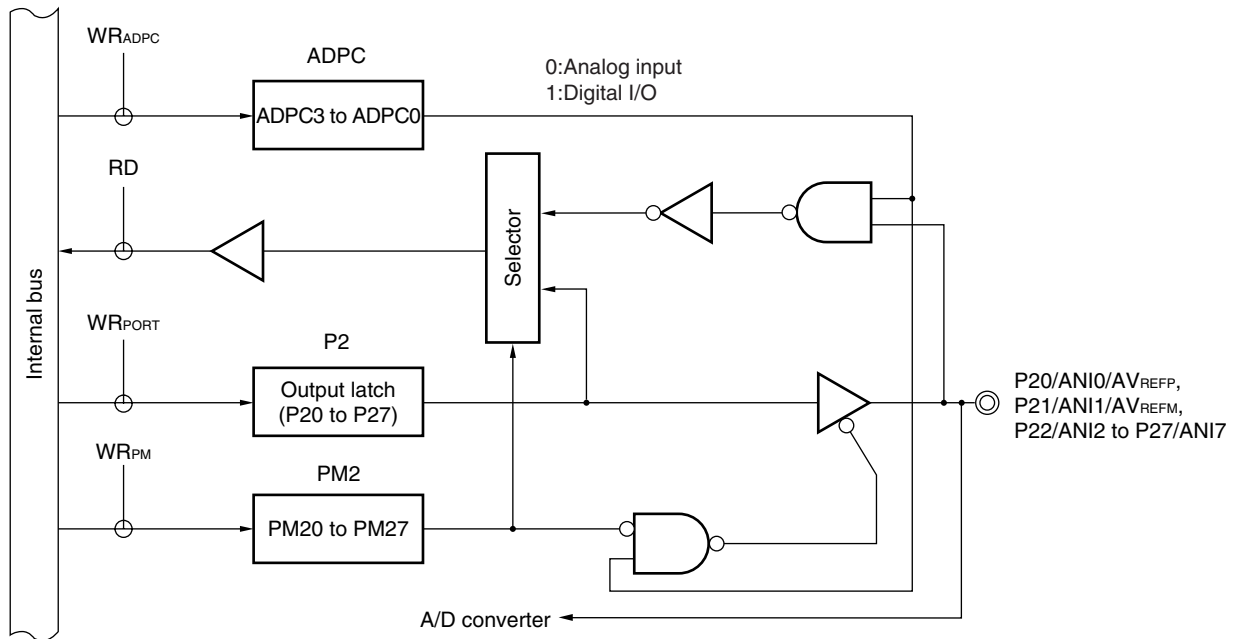 WRADPC
ADPC
0:Analog input
1:Digital I/O
ADPC3 to ADPC0
RD
Selector
Internal bus
WRPORT
P2
Output latch
(P20 to P27)
P20/ANI0/AVREFP,
P21/ANI1/AVREFM,
P22/ANI2 to P27/ANI7
WRPM
PM2
PM20 to PM27
A/D converter